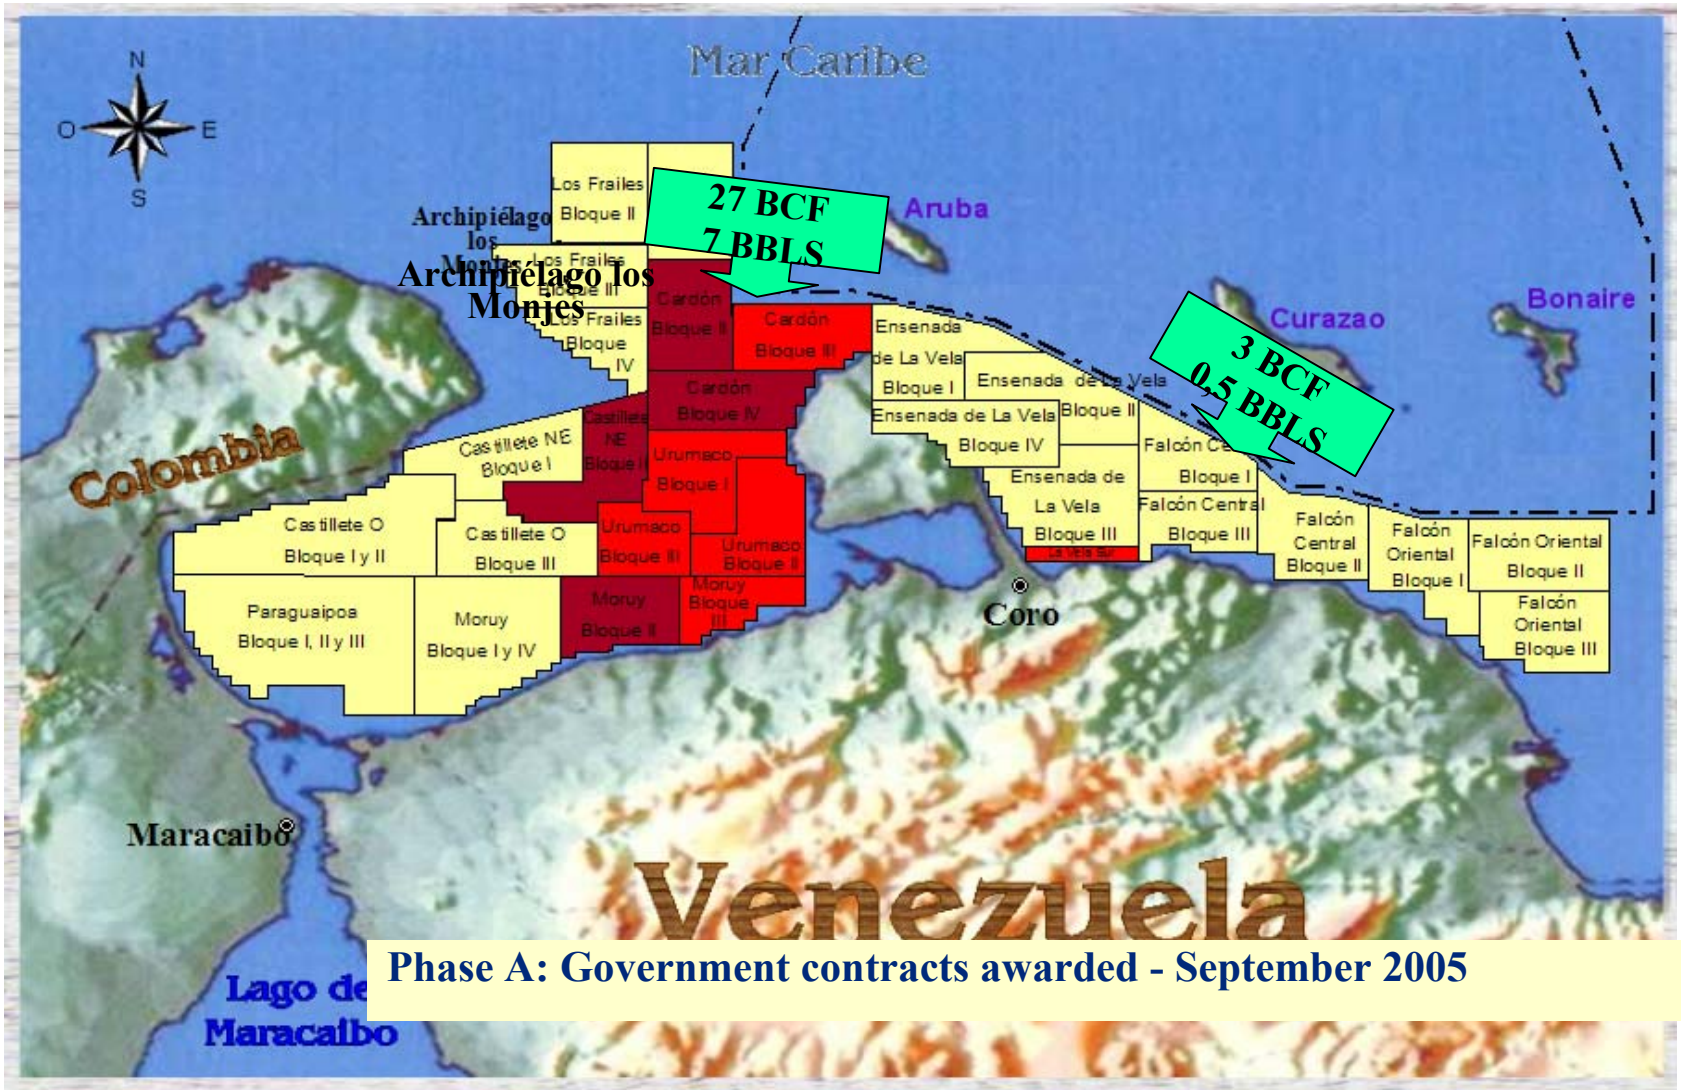 Mar Caribe
N
O
E
S
Los Frailes
Bloque II
27 BCF
7 BBLS
Aruba
Archipiélago
los
Monjes
Archipiélago los
Monjes
Los Frailes
Bloque III
Los Frailes
Bloque
IV
Cardón
Bloque II
Cardón
Bloque III
Cardón
Bloque IV
Ensenada
de La Vela
Bloque I
Ensenada de La Vela
Bloque II
Ensenada de La Vela
Bloque IV
Ensenada de
La Vela
Bloque III
La Vela Sur
Curazao
Bonaire
3 BCF
0,5 BBLS
Falcón Ce
Bloque I
Falcón Central
Bloque III
Falcón
Central
Bloque II
Falcón
Oriental
Bloque I
Falcón Oriental
Bloque II
Falcón
Oriental
Bloque III
Colombia
Castillete NE
Bloque I
Castillete
NE
Bloque II
Urumaco
Bloque I
Urumaco
Bloque II
Urumaco
Bloque III
Castillete O
Bloque I y II
Castillete O
Bloque III
Paraguaipoa
Bloque I, II y III
Moruy
Bloque I y IV
Moruy
Bloque II
Moruy
Bloque
III
Coro
Maracaibo
Venezuela
Phase A: Government contracts awarded - September 2005
Lago de
Maracaibo